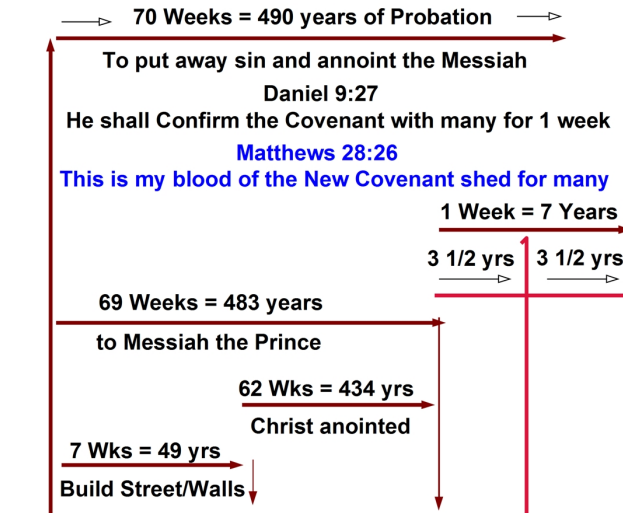 70 Weeks = 490 years of Probation
To put away sin and annoint the Messiah
Daniel 9:27
He shall Confirm the Covenant with many for 1 week
Matthews 28:26
This is my blood of the New Covenant shed for many
1 Week = 7 Years
3 1/2 yrs
3 1/2 yrs
69 Weeks = 483 years
to Messiah the Prince
62 Wks = 434 yrs
Christ anointed
7 Wks = 49 yrs
Build Street/Walls